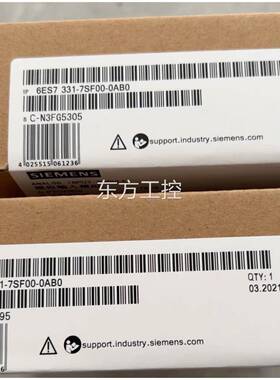 1P 6ES7 331-7SF00-0AB0
S C-N3FG5305
4 025515 061236
support.industry.siemens.com
SIEMENS
东方工控
1-7SF00-0AB0
QTY: 1
03.2021
95
support.industry.siemens.com